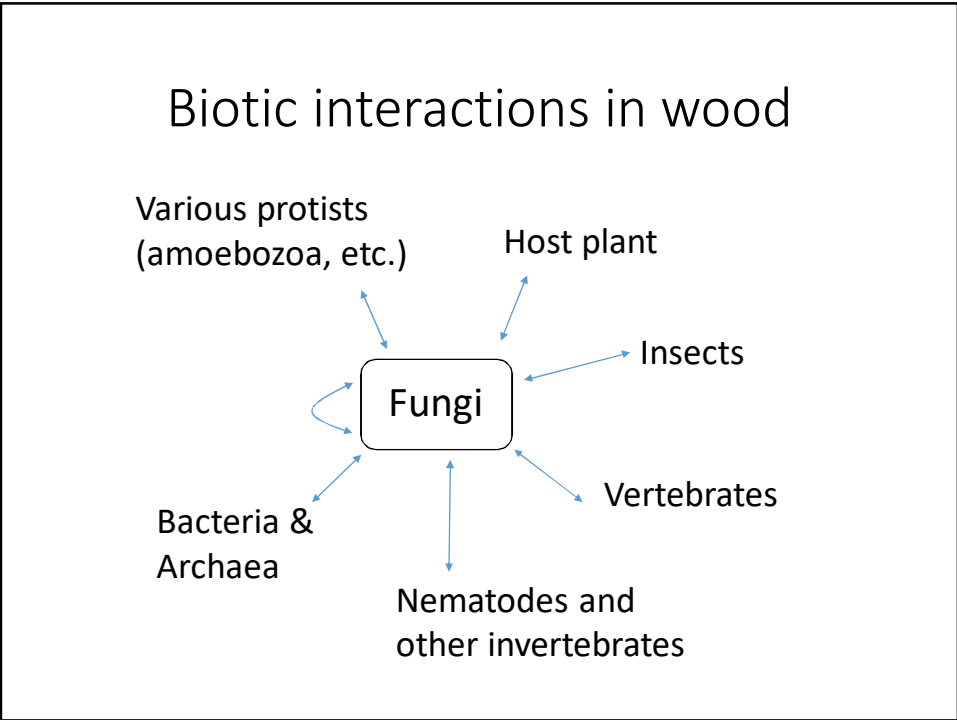 Biotic interactions in wood
Various protists
(amoebozoa, etc.)
Host plant
Insects
Fungi
Vertebrates
Bacteria &
Archaea
Nematodes and
other invertebrates